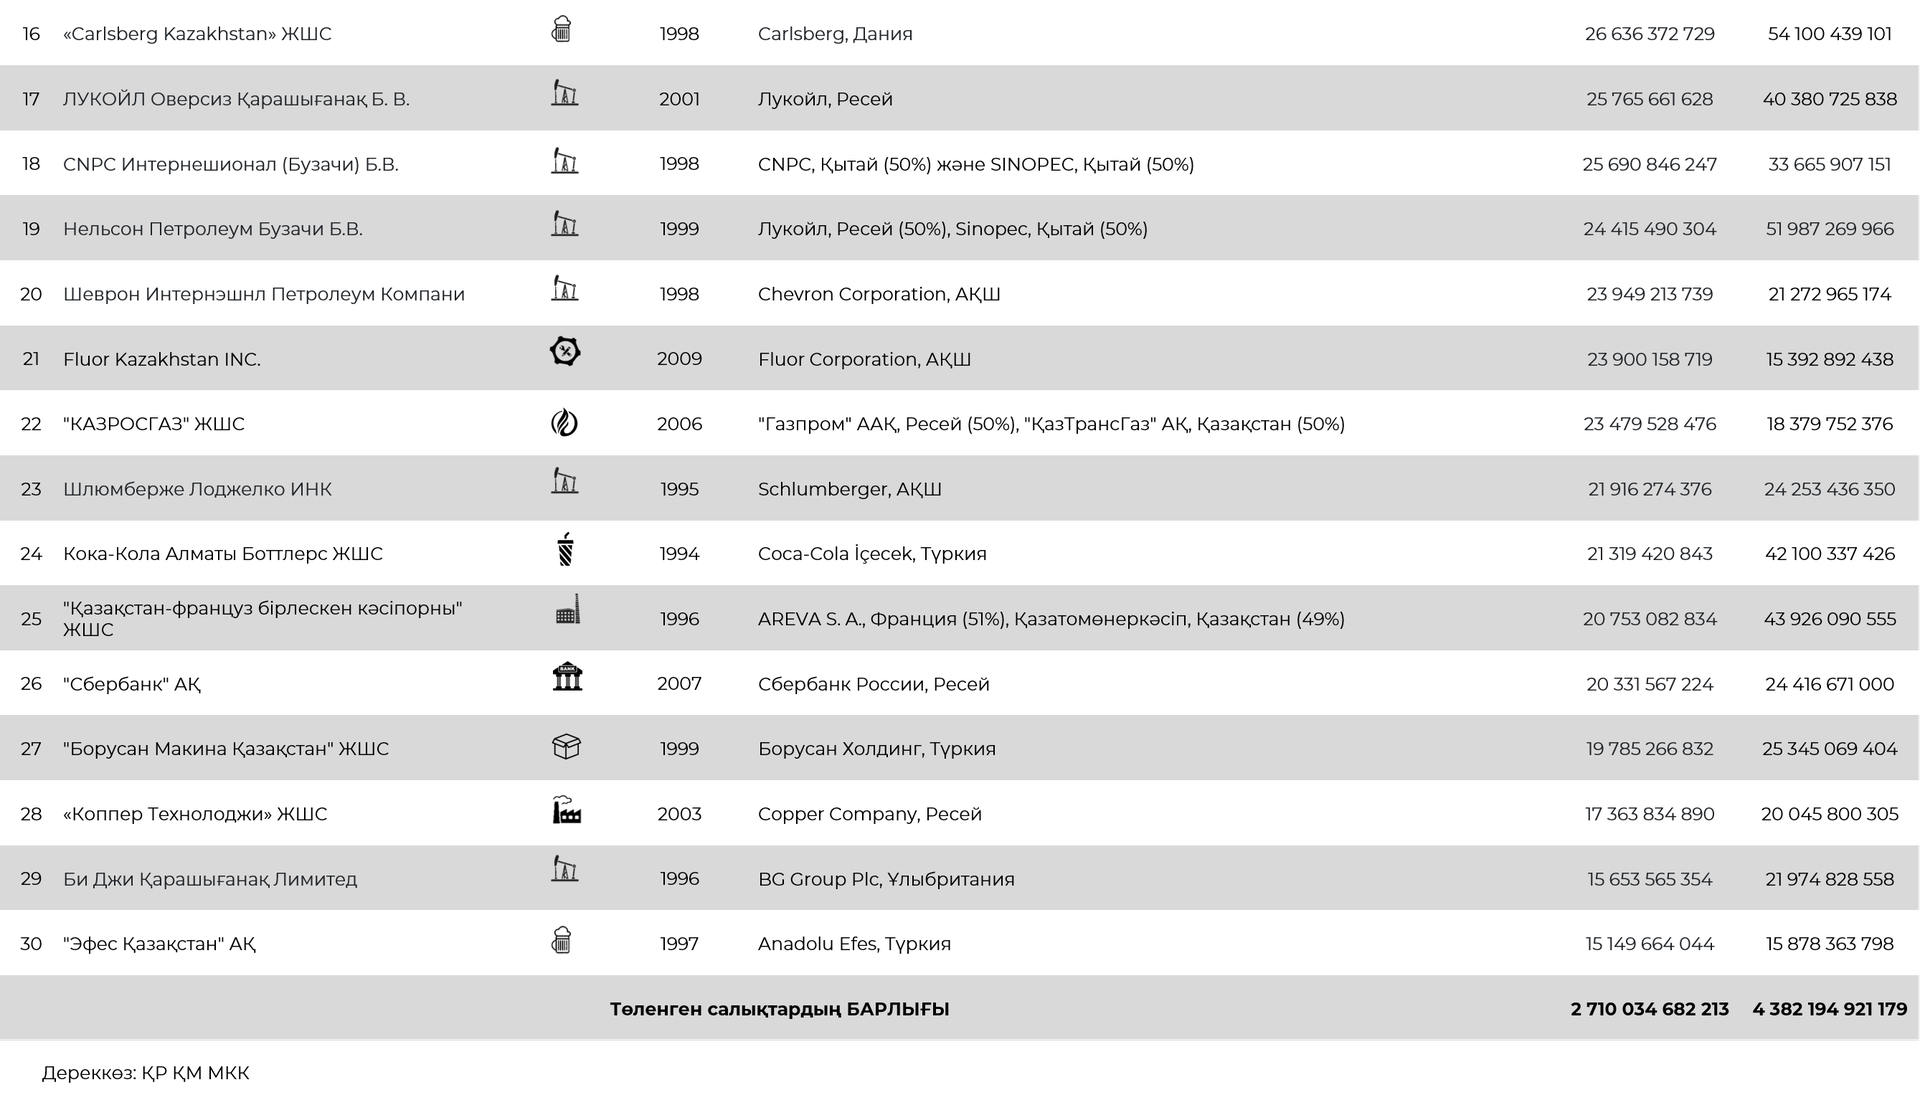 16 «Carlsberg Kazakhstan» ЖШС 1998 Carlsberg, Дания 26 636 372 729 54 100 439 101
17 ЛУКОЙЛ Оверсиз Қарашығанақ Б. В. 2001 Лукойл, Ресей 25 765 661 628 40 380 725 838
18 CNPC Интернешионал (Бузачи) Б.В. 1998 CNPC, Қытай (50%) және SINOPEC, Қытай (50%) 25 690 846 247 33 665 907 151
19 Нельсон Петролеум Бузачи Б.В. 1999 Лукойл, Ресей (50%), Sinopec, Қытай (50%) 24 415 490 304 51 987 269 966
20 Шеврон Интернэшнл Петролеум Компани 1998 Chevron Corporation, АҚШ 23 949 213 739 21 272 965 174
21 Fluor Kazakhstan INC. 2009 Fluor Corporation, АҚШ 23 900 158 719 15 392 892 438
22 "КАЗРОСГАЗ" ЖШС 2006 "Газпром" ААҚ, Ресей (50%), "ҚазТрансГаз" АҚ, Қазақстан (50%) 23 479 528 476 18 379 752 376
23 Шлюмберже Лоджелко ИНК 1995 Schlumberger, АҚШ 21 916 274 376 24 253 436 350
24 Кока-Кола Алматы Боттлерс ЖШС 1994 Coca-Cola İçecek, Түркия 21 319 420 843 42 100 337 426
25 "Қазақстан-француз бірлескен кәсіпорны" ЖШС 1996 AREVA S. A., Франция (51%), Қазатомөнеркәсіп, Қазақстан (49%) 20 753 082 834 43 926 090 555
26 "Сбербанк" АҚ BANK 2007 Сбербанк России, Ресей 20 331 567 224 24 416 671 000
27 "Борусан Макина Қазақстан" ЖШС 1999 Борусан Холдинг, Түркия 19 785 266 832 25 345 069 404
28 «Коппер Технолоджи» ЖШС 2003 Copper Company, Ресей 17 363 834 890 20 045 800 305
29 Би Джи Қарашығанақ Лимитед 1996 BG Group Plc, Ұлыбритания 15 653 565 354 21 974 828 558
30 "Эфес Қазақстан" АҚ 1997 Anadolu Efes, Түркия 15 149 664 044 15 878 363 798
Төленген салықтардың БАРЛЫҒЫ 2 710 034 682 213 4 382 194 921 179
Дереккөз: ҚР ҚМ МКК